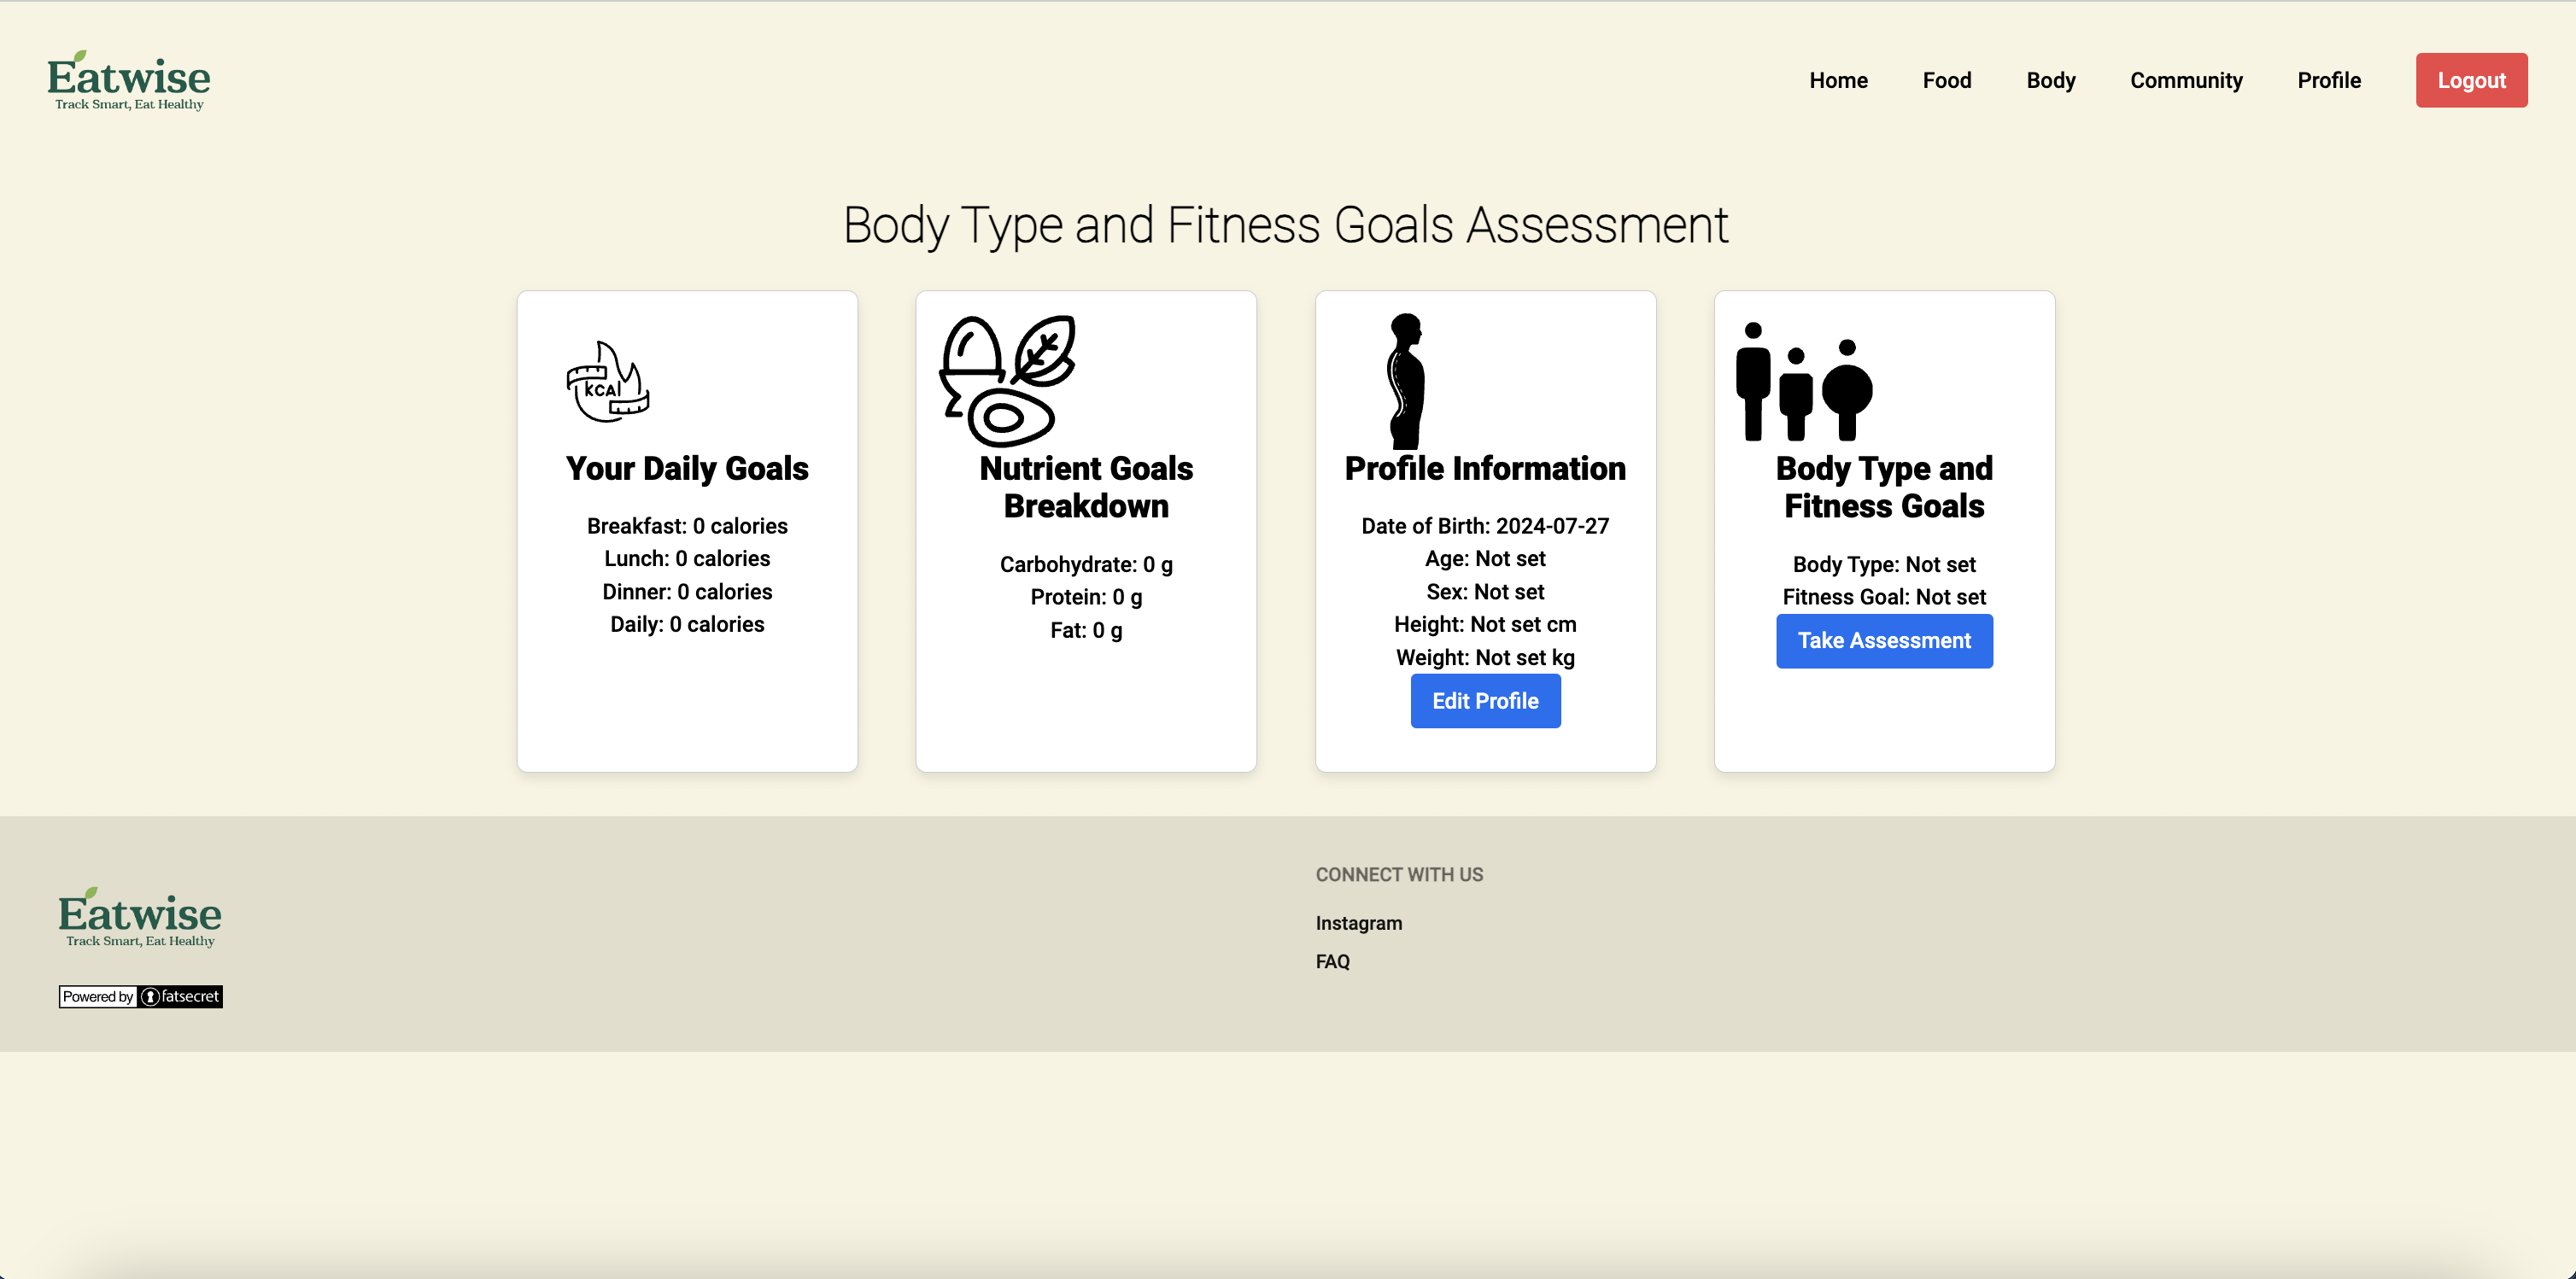 Eatwise
Track Smart, Eat Healthy
Home
Food
Body
Community
Profile
Logout
Body Type and Fitness Goals Assessment
KCAl
Your Daily Goals
Breakfast: 0 calories
Lunch: 0 calories
Dinner: 0 calories
Daily: 0 calories
Nutrient Goals
Breakdown
Carbohydrate: 0 g
Protein: 0 g
Fat: 0 g
Profile Information
Date of Birth: 2024-07-27
Age: Not set
Sex: Not set
Height: Not set cm
Weight: Not set kg
Edit Profile
Body Type and
Fitness Goals
Body Type: Not set
Fitness Goal: Not set
Take Assessment
Eatwise
Track Smart, Eat Healthy
Powered by fatsecret
CONNECT WITH US
Instagram
FAQ